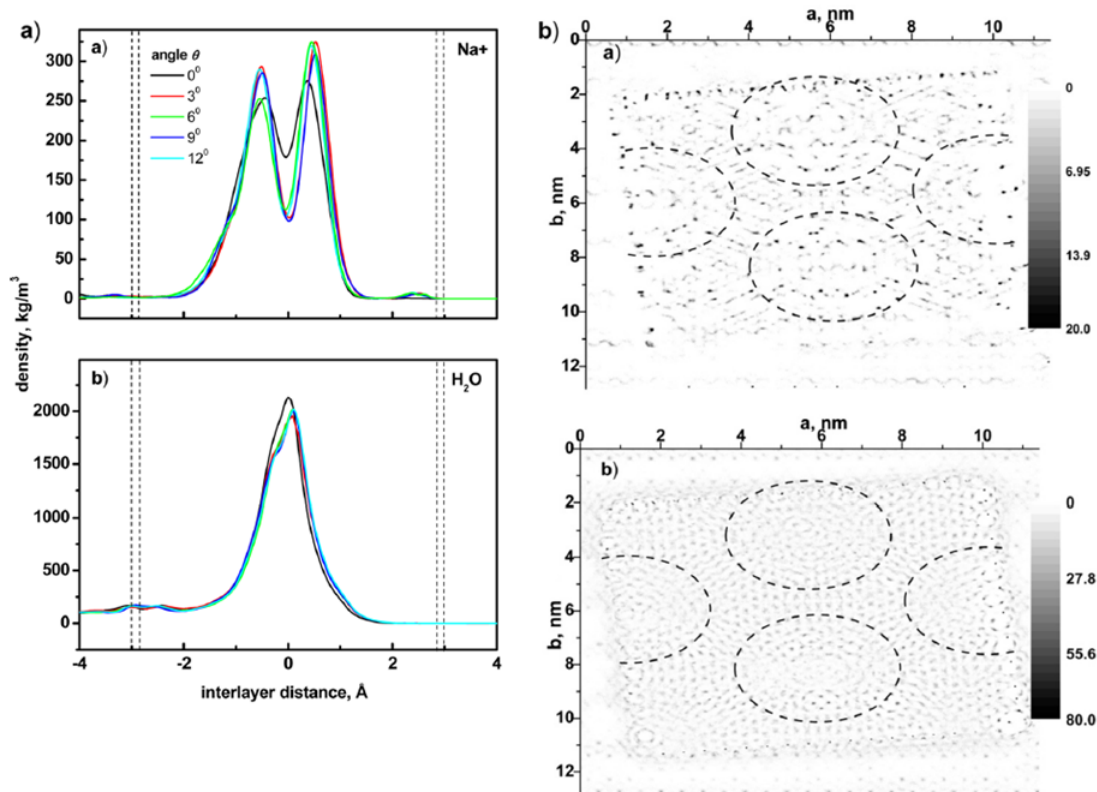 a)
a)
Na+
angle θ
0⁰
3⁰
6⁰
9⁰
12⁰
300
250
200
150
100
50
0
density, kg/m³
b)
H₂O
2000
1500
1000
500
0
-4 -2 0 2 4
interlayer distance, Å
b)
a, nm
0 2 4 6 8 10
a)
0
2
4
6
8
10
12
b, nm
0
6.95
13.9
20.0
a, nm
0 2 4 6 8 10
b)
0
2
4
6
8
10
12
b, nm
0
27.8
55.6
80.0